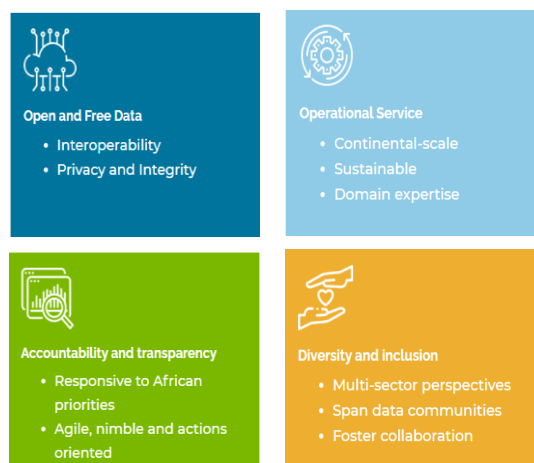 Open and Free Data
• Interoperability
• Privacy and Integrity
Operational Service
• Continental-scale
• Sustainable
• Domain expertise
Accountability and transparency
• Responsive to African
priorities
• Agile, nimble and actions
oriented
Diversity and inclusion
• Multi-sector perspectives
• Span data communities
• Foster collaboration